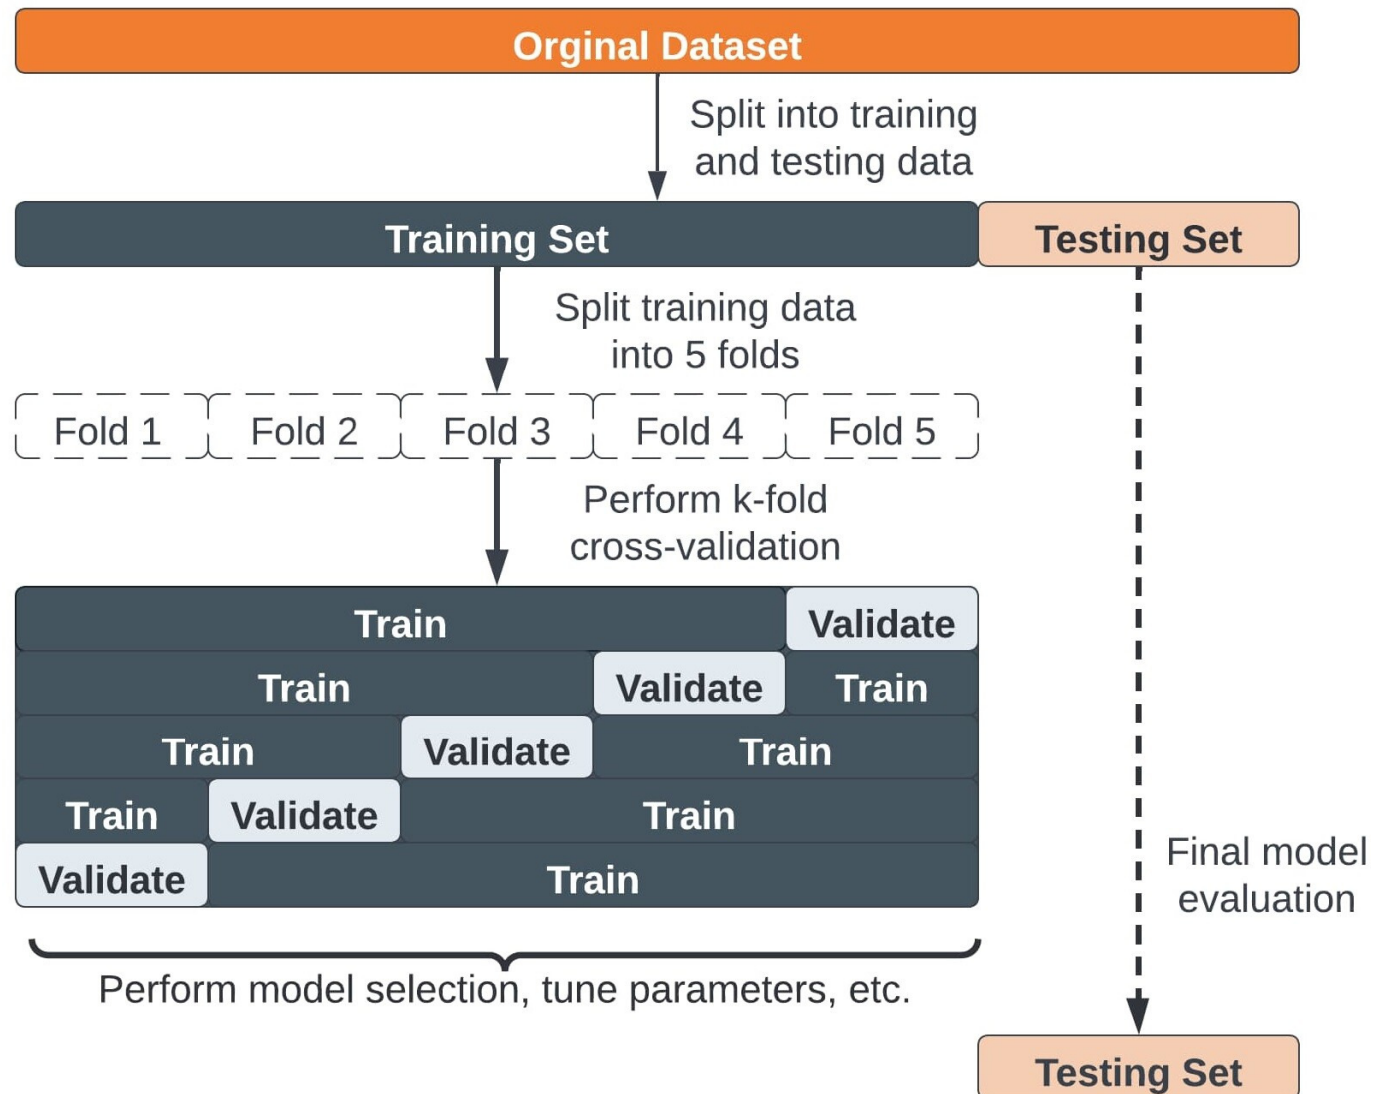 Orginal Dataset
Split into training
and testing data
Training Set
Testing Set
Split training data
into 5 folds
Fold 1
Fold 2
Fold 3
Fold 4
Fold 5
Perform k-fold
cross-validation
Train
Validate
Train
Validate
Train
Train
Validate
Train
Train
Validate
Train
Validate
Train
Final model
evaluation
Perform model selection, tune parameters, etc.
Testing Set